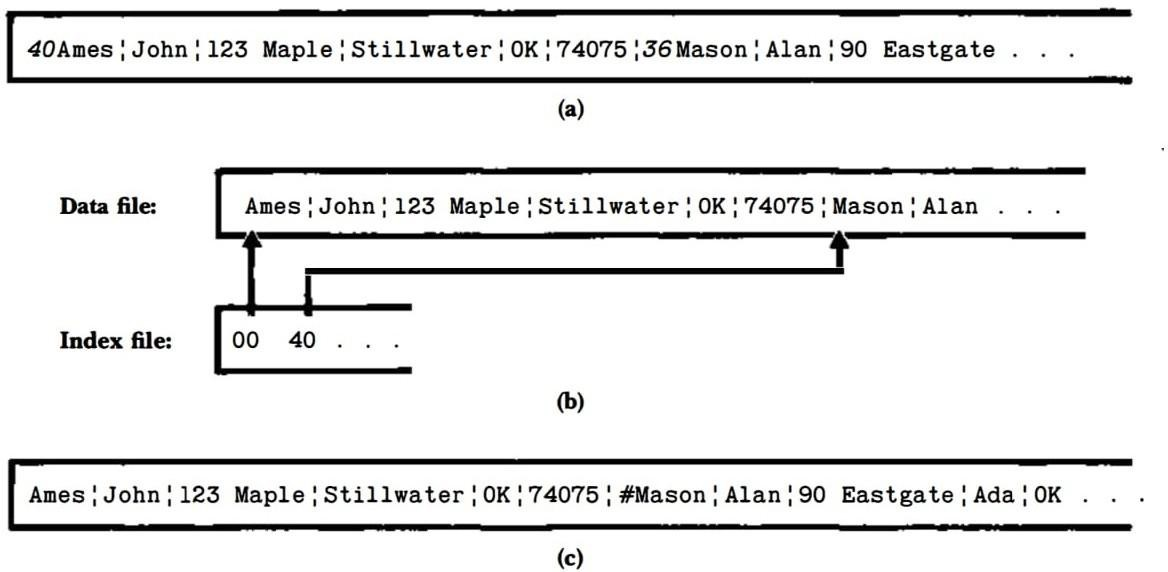 40Ames¦John¦123 Maple¦Stillwater¦OK¦74075¦36Mason¦Alan¦90 Eastgate . . .
(a)
Data file: Ames¦John¦123 Maple¦Stillwater¦OK¦74075¦Mason¦Alan . . .
Index file: 00 40 . . .
(b)
Ames¦John¦123 Maple¦Stillwater¦OK¦74075¦#Mason¦Alan¦90 Eastgate¦Ada¦OK . . .
(c)